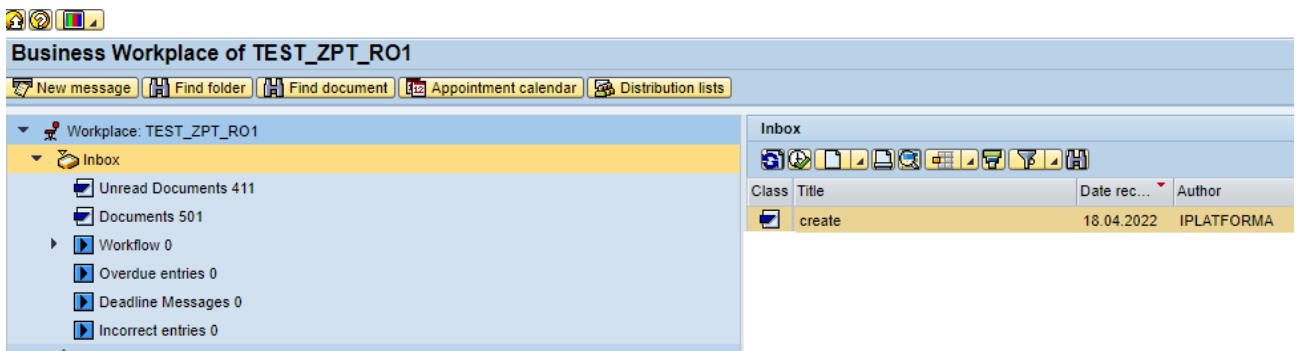 Business Workplace of TEST_ZPT_RO1
New message Find folder Find document 12 Appointment calendar Distribution lists
Workplace: TEST_ZPT_RO1
Inbox
Unread Documents 411
Documents 501
Workflow 0
Overdue entries 0
Deadline Messages 0
Incorrect entries 0
Inbox
Class Title Date rec... Author
create 18.04.2022 IPLATFORMA